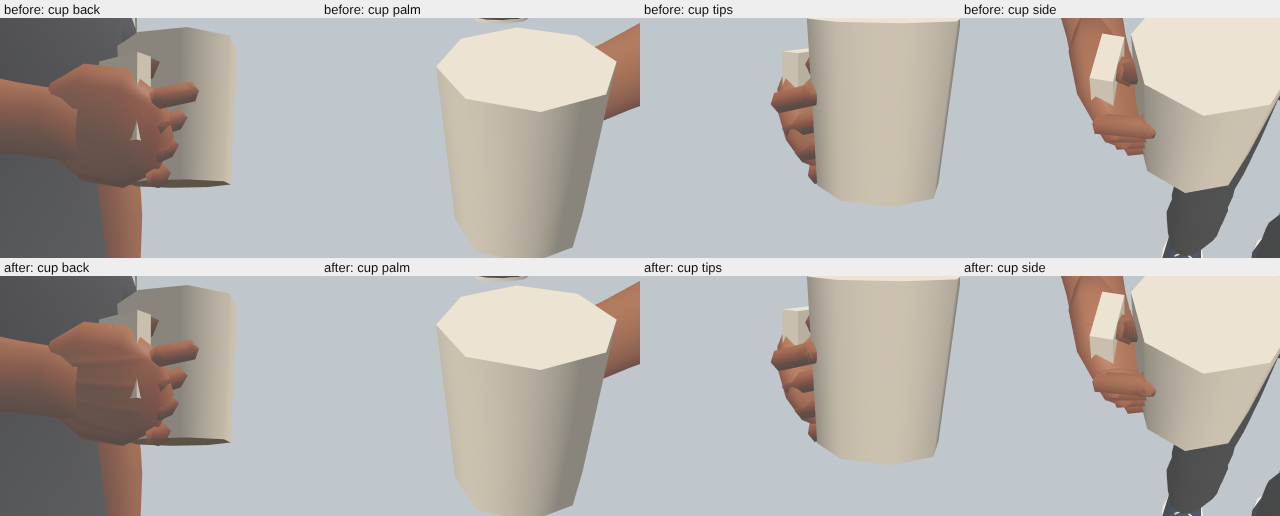 before: cup back
before: cup palm
before: cup tips
before: cup side
after: cup back
after: cup palm
after: cup tips
after: cup side